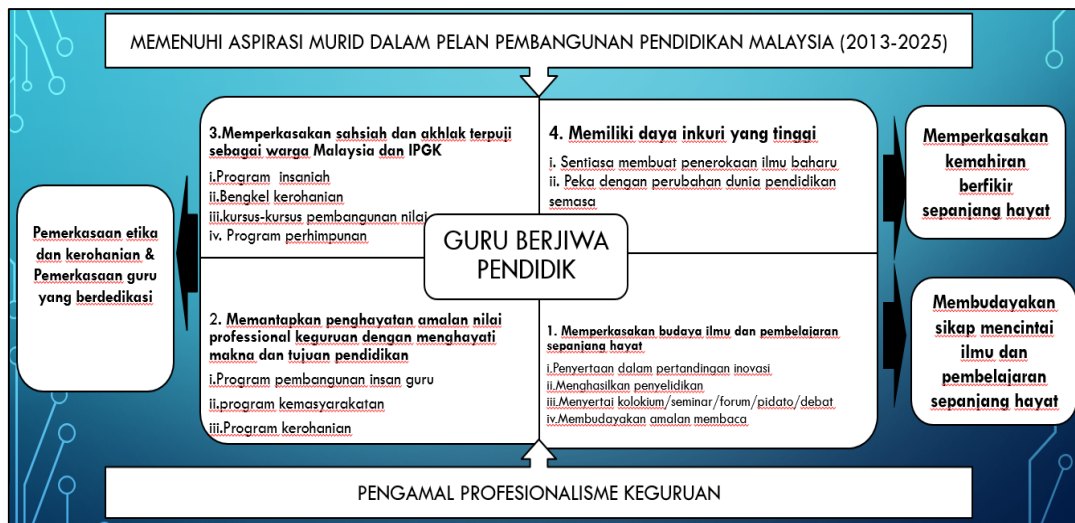 MEMENUHI ASPIRASI MURID DALAM PELAN PEMBANGUNAN PENDIDIKAN MALAYSIA (2013-2025)
3.Memperkasakan sahsiah dan akhlak terpuji
sebagai warga Malaysia dan IPGK
i.Program insaniah
ii.Bengkel kerohanian
iii.kursus-kursus pembangunan nilai
iv. Program perhimpunan
4. Memiliki daya inkuri yang tinggi
i. Sentiasa membuat penerokaan ilmu baharu
ii. Peka dengan perubahan dunia pendidikan
semasa
Memperkasakan
kemahiran
berfikir
sepanjang hayat
Pemerkasaan etika
dan kerohanian &
Pemerkasaan guru
yang berdedikasi
GURU BERJIWA
PENDIDIK
2. Memantapkan penghayatan amalan nilai
professional keguruan dengan menghayati
makna dan tujuan pendidikan
i.Program pembangunan insan guru
ii.program kemasyarakatan
iii.Program kerohanian
1. Memperkasakan budaya ilmu dan pembelajaran
sepanjang hayat
i.Penyertaan dalam pertandingan inovasi
ii.Menghasilkan penyelidikan
iii.Menyertai kolokium/seminar/forum/pidato/debat
iv.Membudayakan amalan membaca
Membudayakan
sikap mencintai
ilmu dan
pembelajaran
sepanjang hayat
PENGAMAL PROFESIONALISME KEGURUAN